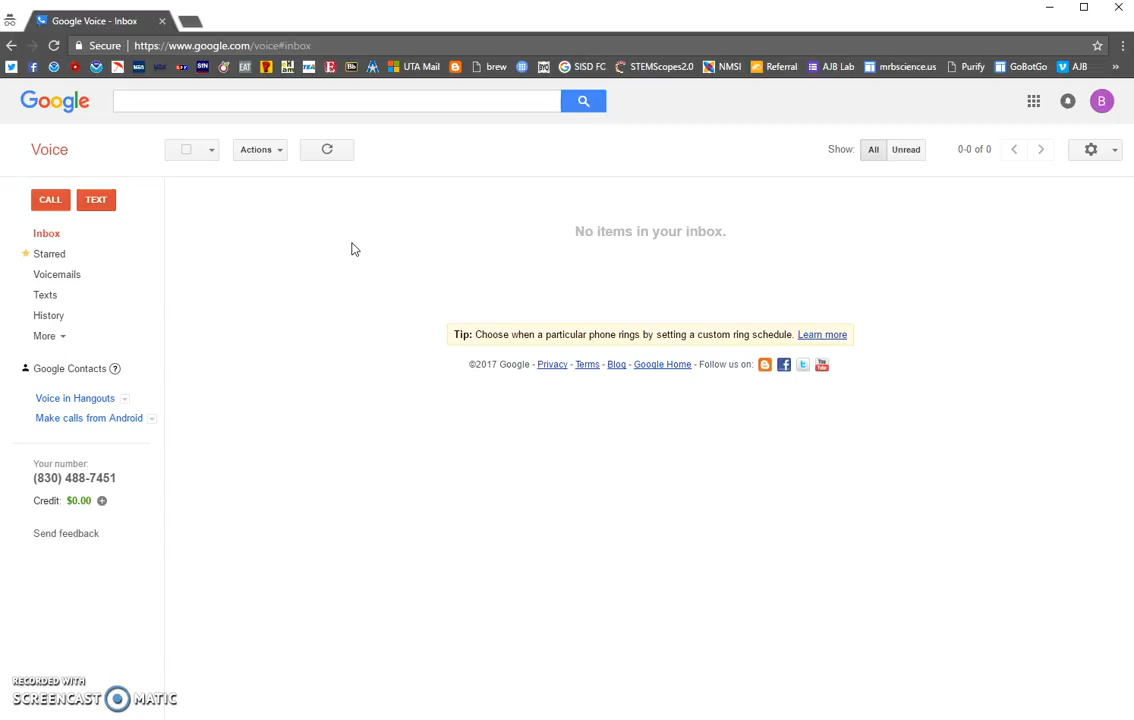 Google Voice - Inbox
Secure https://www.google.com/voice#inbox
UTA Mail brew SISD FC STEMScopes2.0 NMSI Referral AJB Lab mrbscience.us Purify GoBotGo AJB »
Google B
Voice Actions Show: All Unread 0-0 of 0
CALL TEXT
Inbox
No items in your inbox.
Starred
Voicemails
Texts
History
More
Tip: Choose when a particular phone rings by setting a custom ring schedule. Learn more
©2017 Google - Privacy - Terms - Blog - Google Home - Follow us on:
Google Contacts ?
Voice in Hangouts
Make calls from Android
Your number:
(830) 488-7451
Credit: $0.00
Send feedback
RECORDED WITH
SCREENCAST MATIC